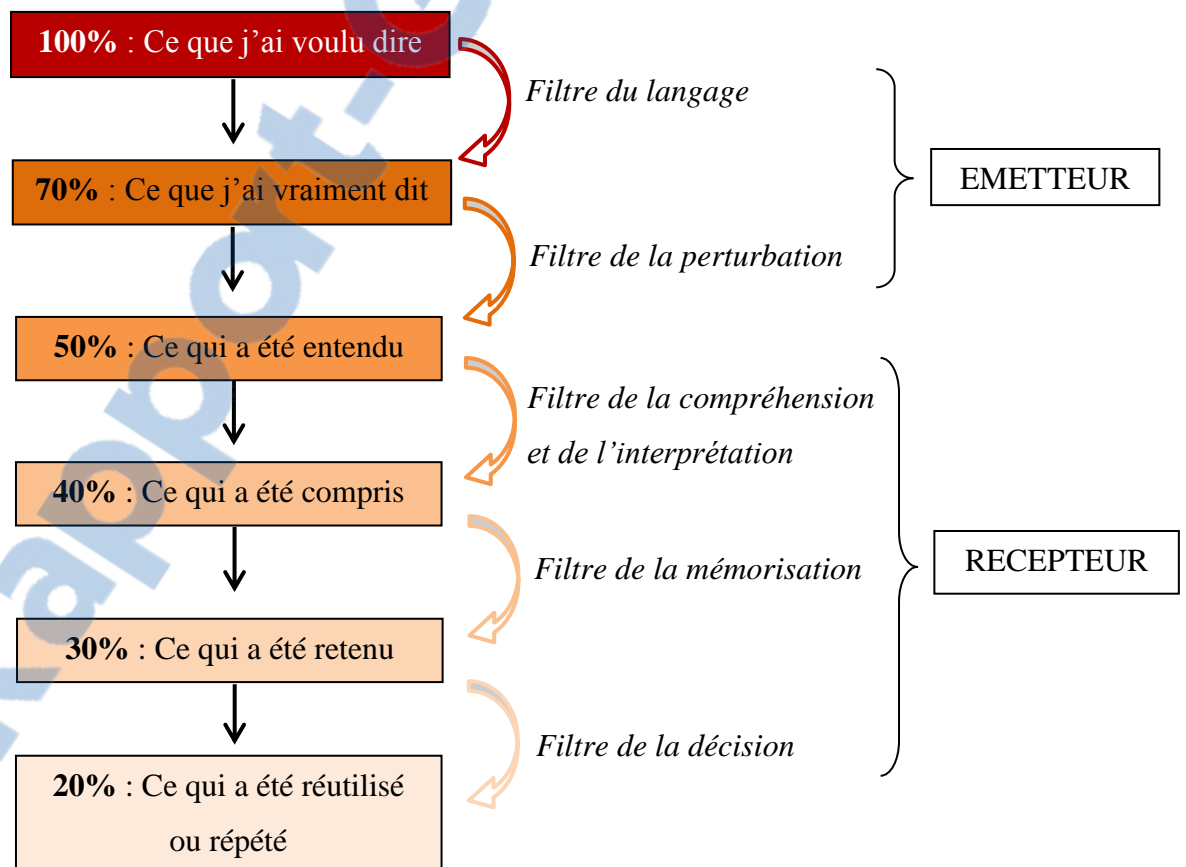 100% : Ce que j'ai voulu dire
Filtre du langage
70% : Ce que j'ai vraiment dit
EMETTEUR
Filtre de la perturbation
50% : Ce qui a été entendu
Filtre de la compréhension
et de l'interprétation
40% : Ce qui a été compris
Filtre de la mémorisation
RECEPTEUR
30% : Ce qui a été retenu
Filtre de la décision
20% : Ce qui a été réutilisé
ou répété